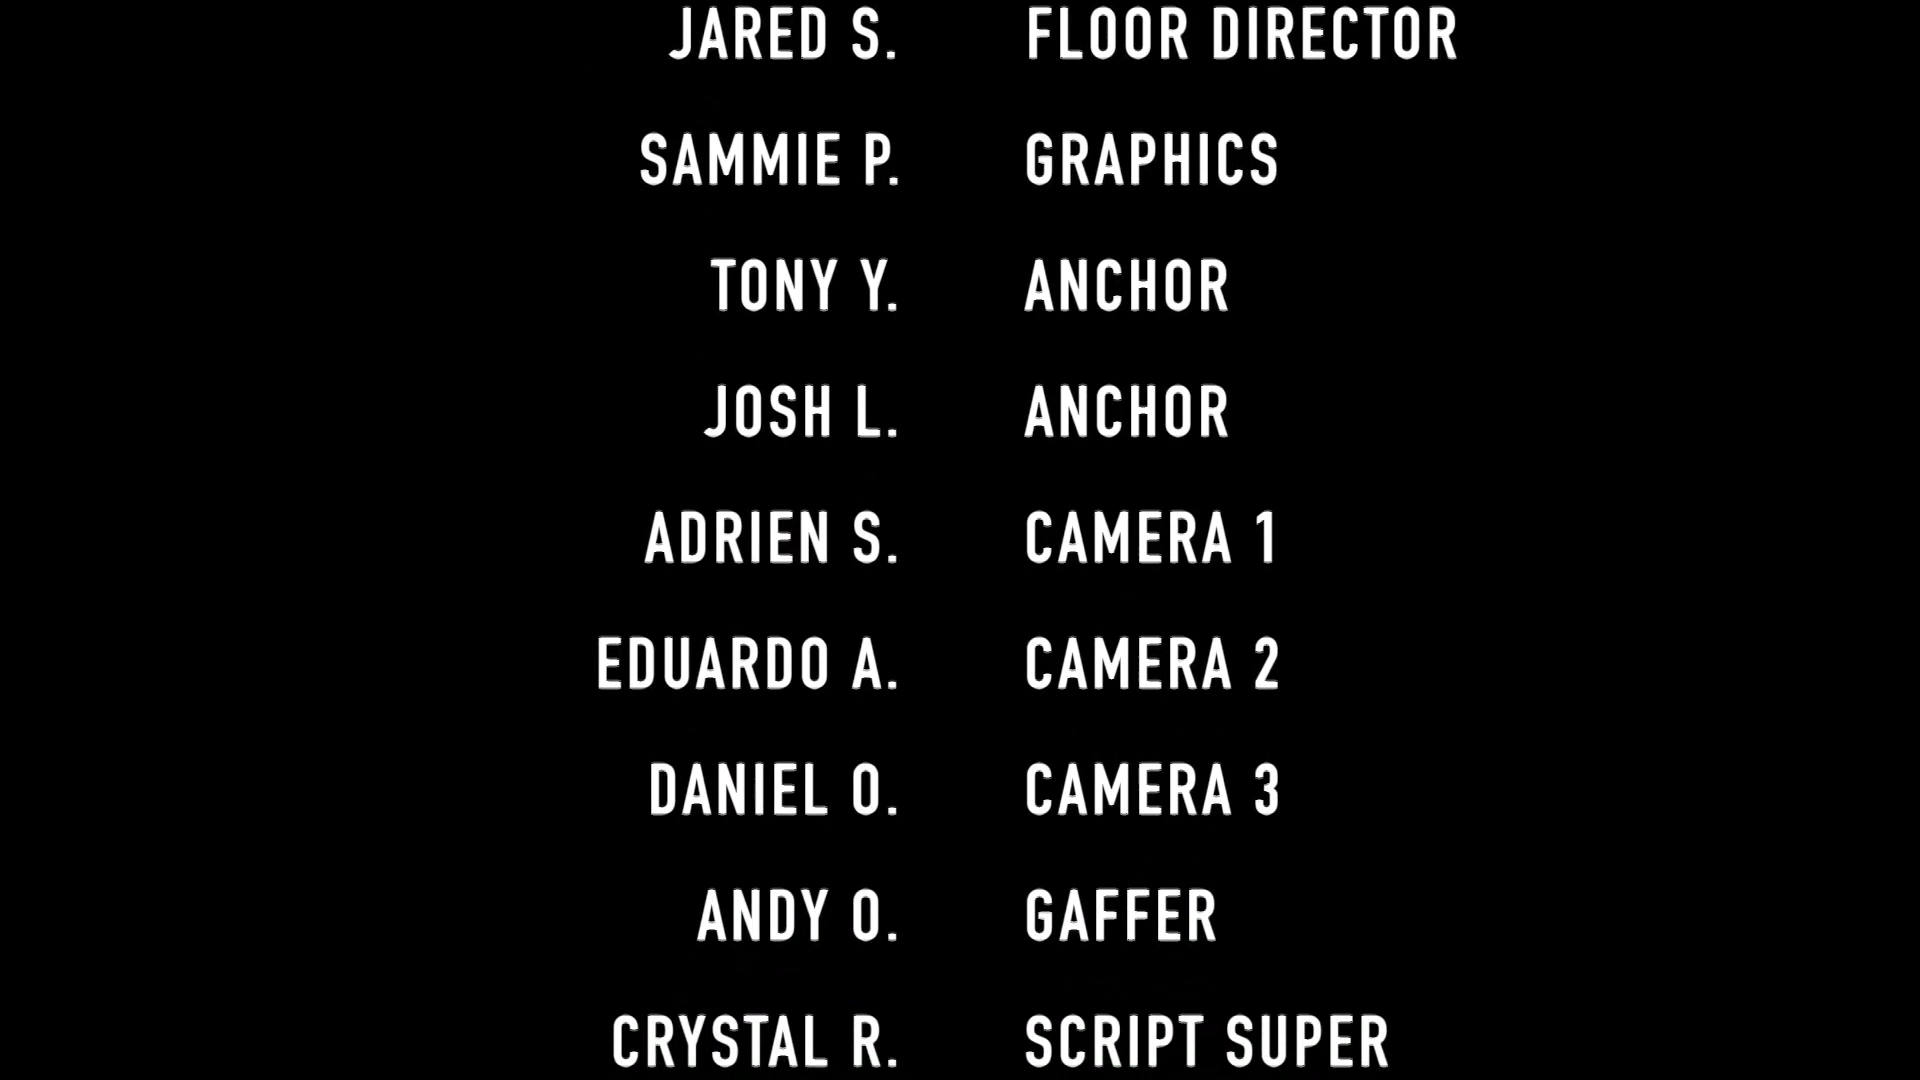 JARED S. FLOOR DIRECTOR
SAMMIE P. GRAPHICS
TONY Y. ANCHOR
JOSH L. ANCHOR
ADRIEN S. CAMERA 1
EDUARDO A. CAMERA 2
DANIEL O. CAMERA 3
ANDY O. GAFFER
CRYSTAL R. SCRIPT SUPER